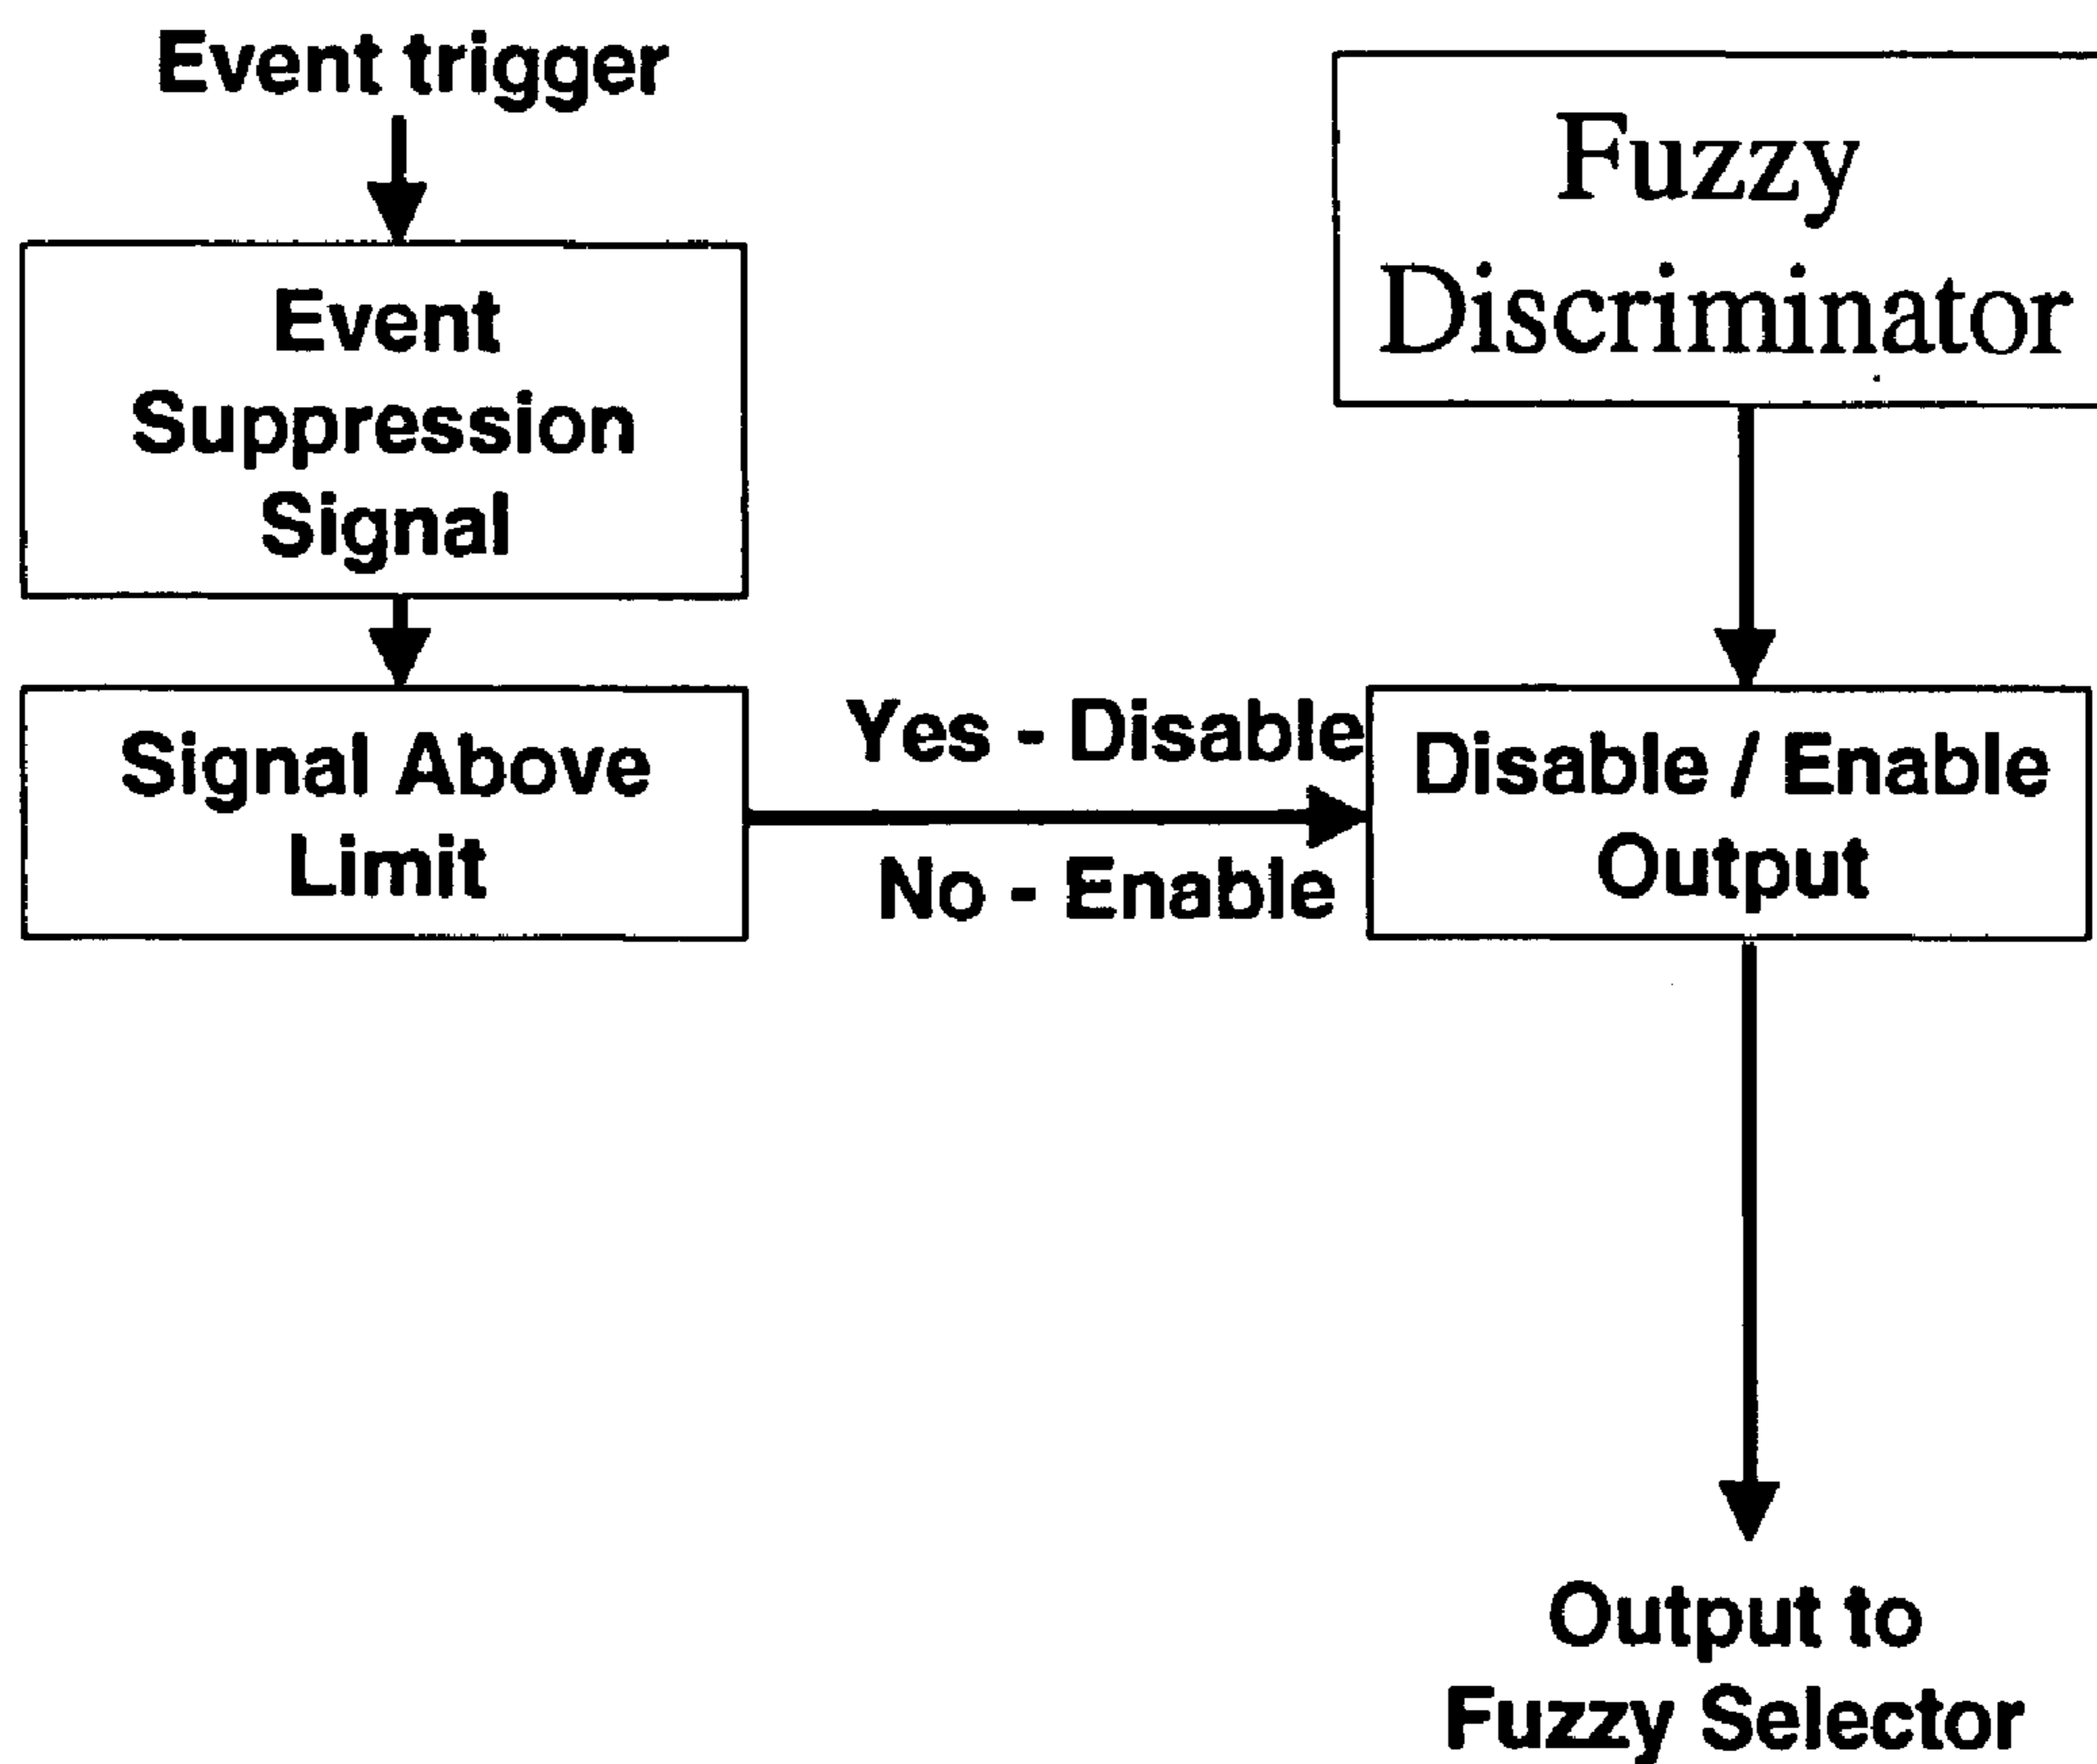 Event trigger
Event
Suppression
Signal
Signal Above
Limit
Yes - Disable
No - Enable
Fuzzy
Discriminator
Disable / Enable
Output
Output to
Fuzzy Selector